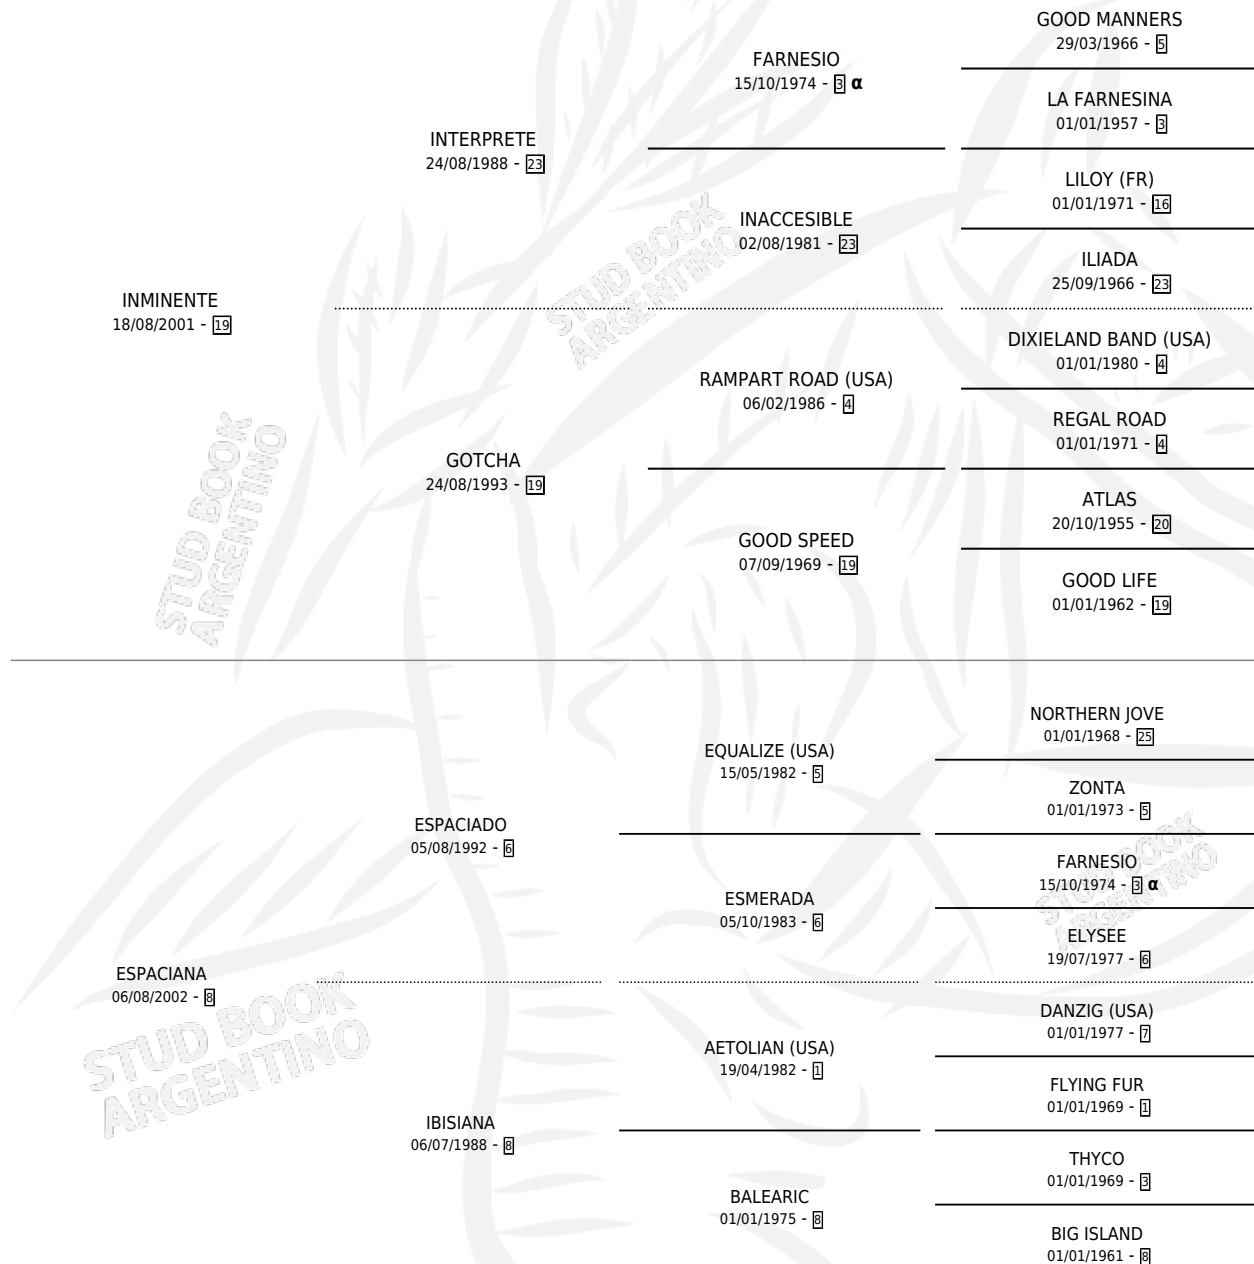 GOOD MANNERS
29/03/1966 - 5
FARNESIO
15/10/1974 - 3 α
LA FARNESINA
01/01/1957 - 3
INTERPRETE
24/08/1988 - 23
LILOY (FR)
01/01/1971 - 16
INACCESIBLE
02/08/1981 - 23
ILIADA
25/09/1966 - 23
INMINENTE
18/08/2001 - 19
DIXIELAND BAND (USA)
01/01/1980 - 4
RAMPART ROAD (USA)
06/02/1986 - 4
REGAL ROAD
01/01/1971 - 4
GOTCHA
24/08/1993 - 19
ATLAS
20/10/1955 - 20
GOOD SPEED
07/09/1969 - 19
GOOD LIFE
01/01/1962 - 19
NORTHERN JOVE
01/01/1968 - 25
EQUALIZE (USA)
15/05/1982 - 5
ZONTA
01/01/1973 - 5
ESPACIADO
05/08/1992 - 6
FARNESIO
15/10/1974 - 3 α
ESMERADA
05/10/1983 - 6
ELYSEE
19/07/1977 - 6
ESPACIANA
06/08/2002 - 8
DANZIG (USA)
01/01/1977 - 7
AETOLIAN (USA)
19/04/1982 - 1
FLYING FUR
01/01/1969 - 1
IBISIANA
06/07/1988 - 8
THYCO
01/01/1969 - 3
BALEARIC
01/01/1975 - 8
BIG ISLAND
01/01/1961 - 8
STUD BOOK
ARGENTINO
STUD BOOK
ARGENTINO
STUD BOOK
ARGENTINO
STUD BOOK
ARGENTINO